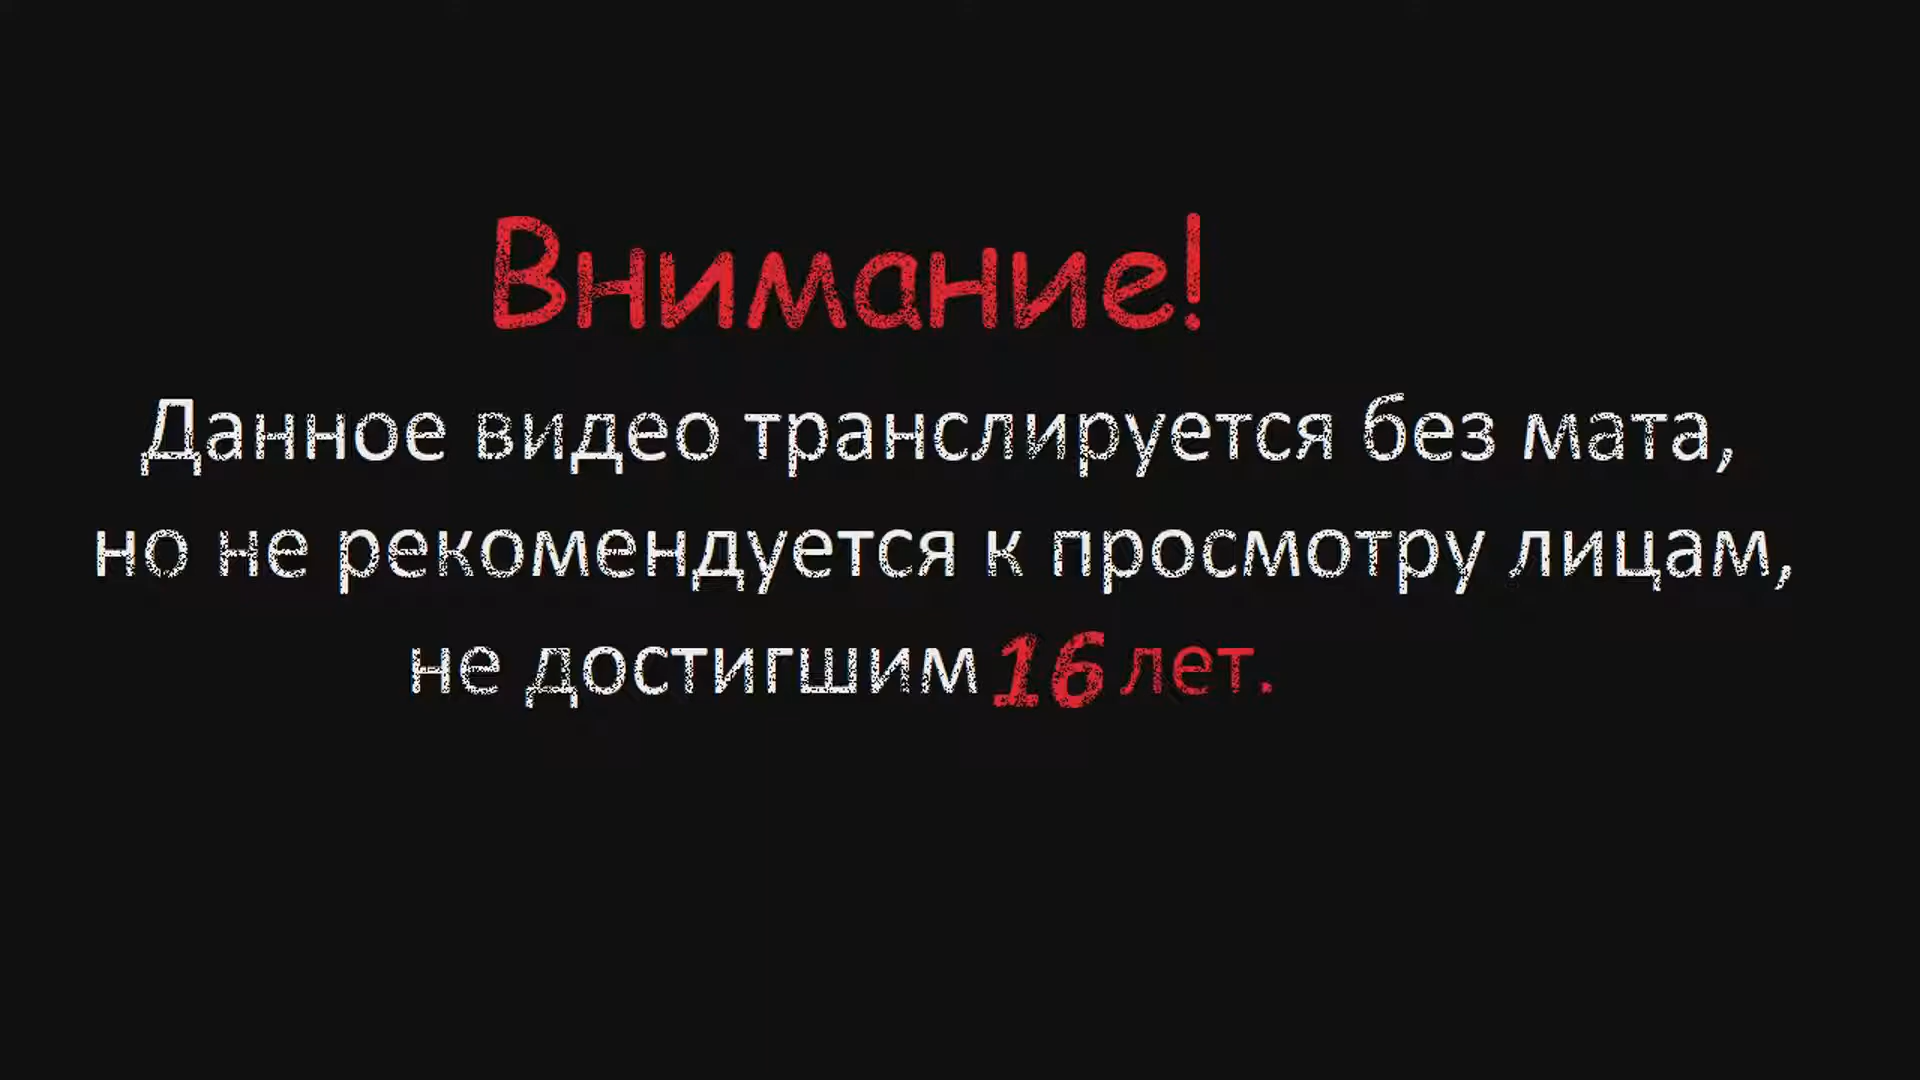 Внимание!
Данное видео транслируется без мата,
но не рекомендуется к просмотру лицам,
не достигшим 16 лет.